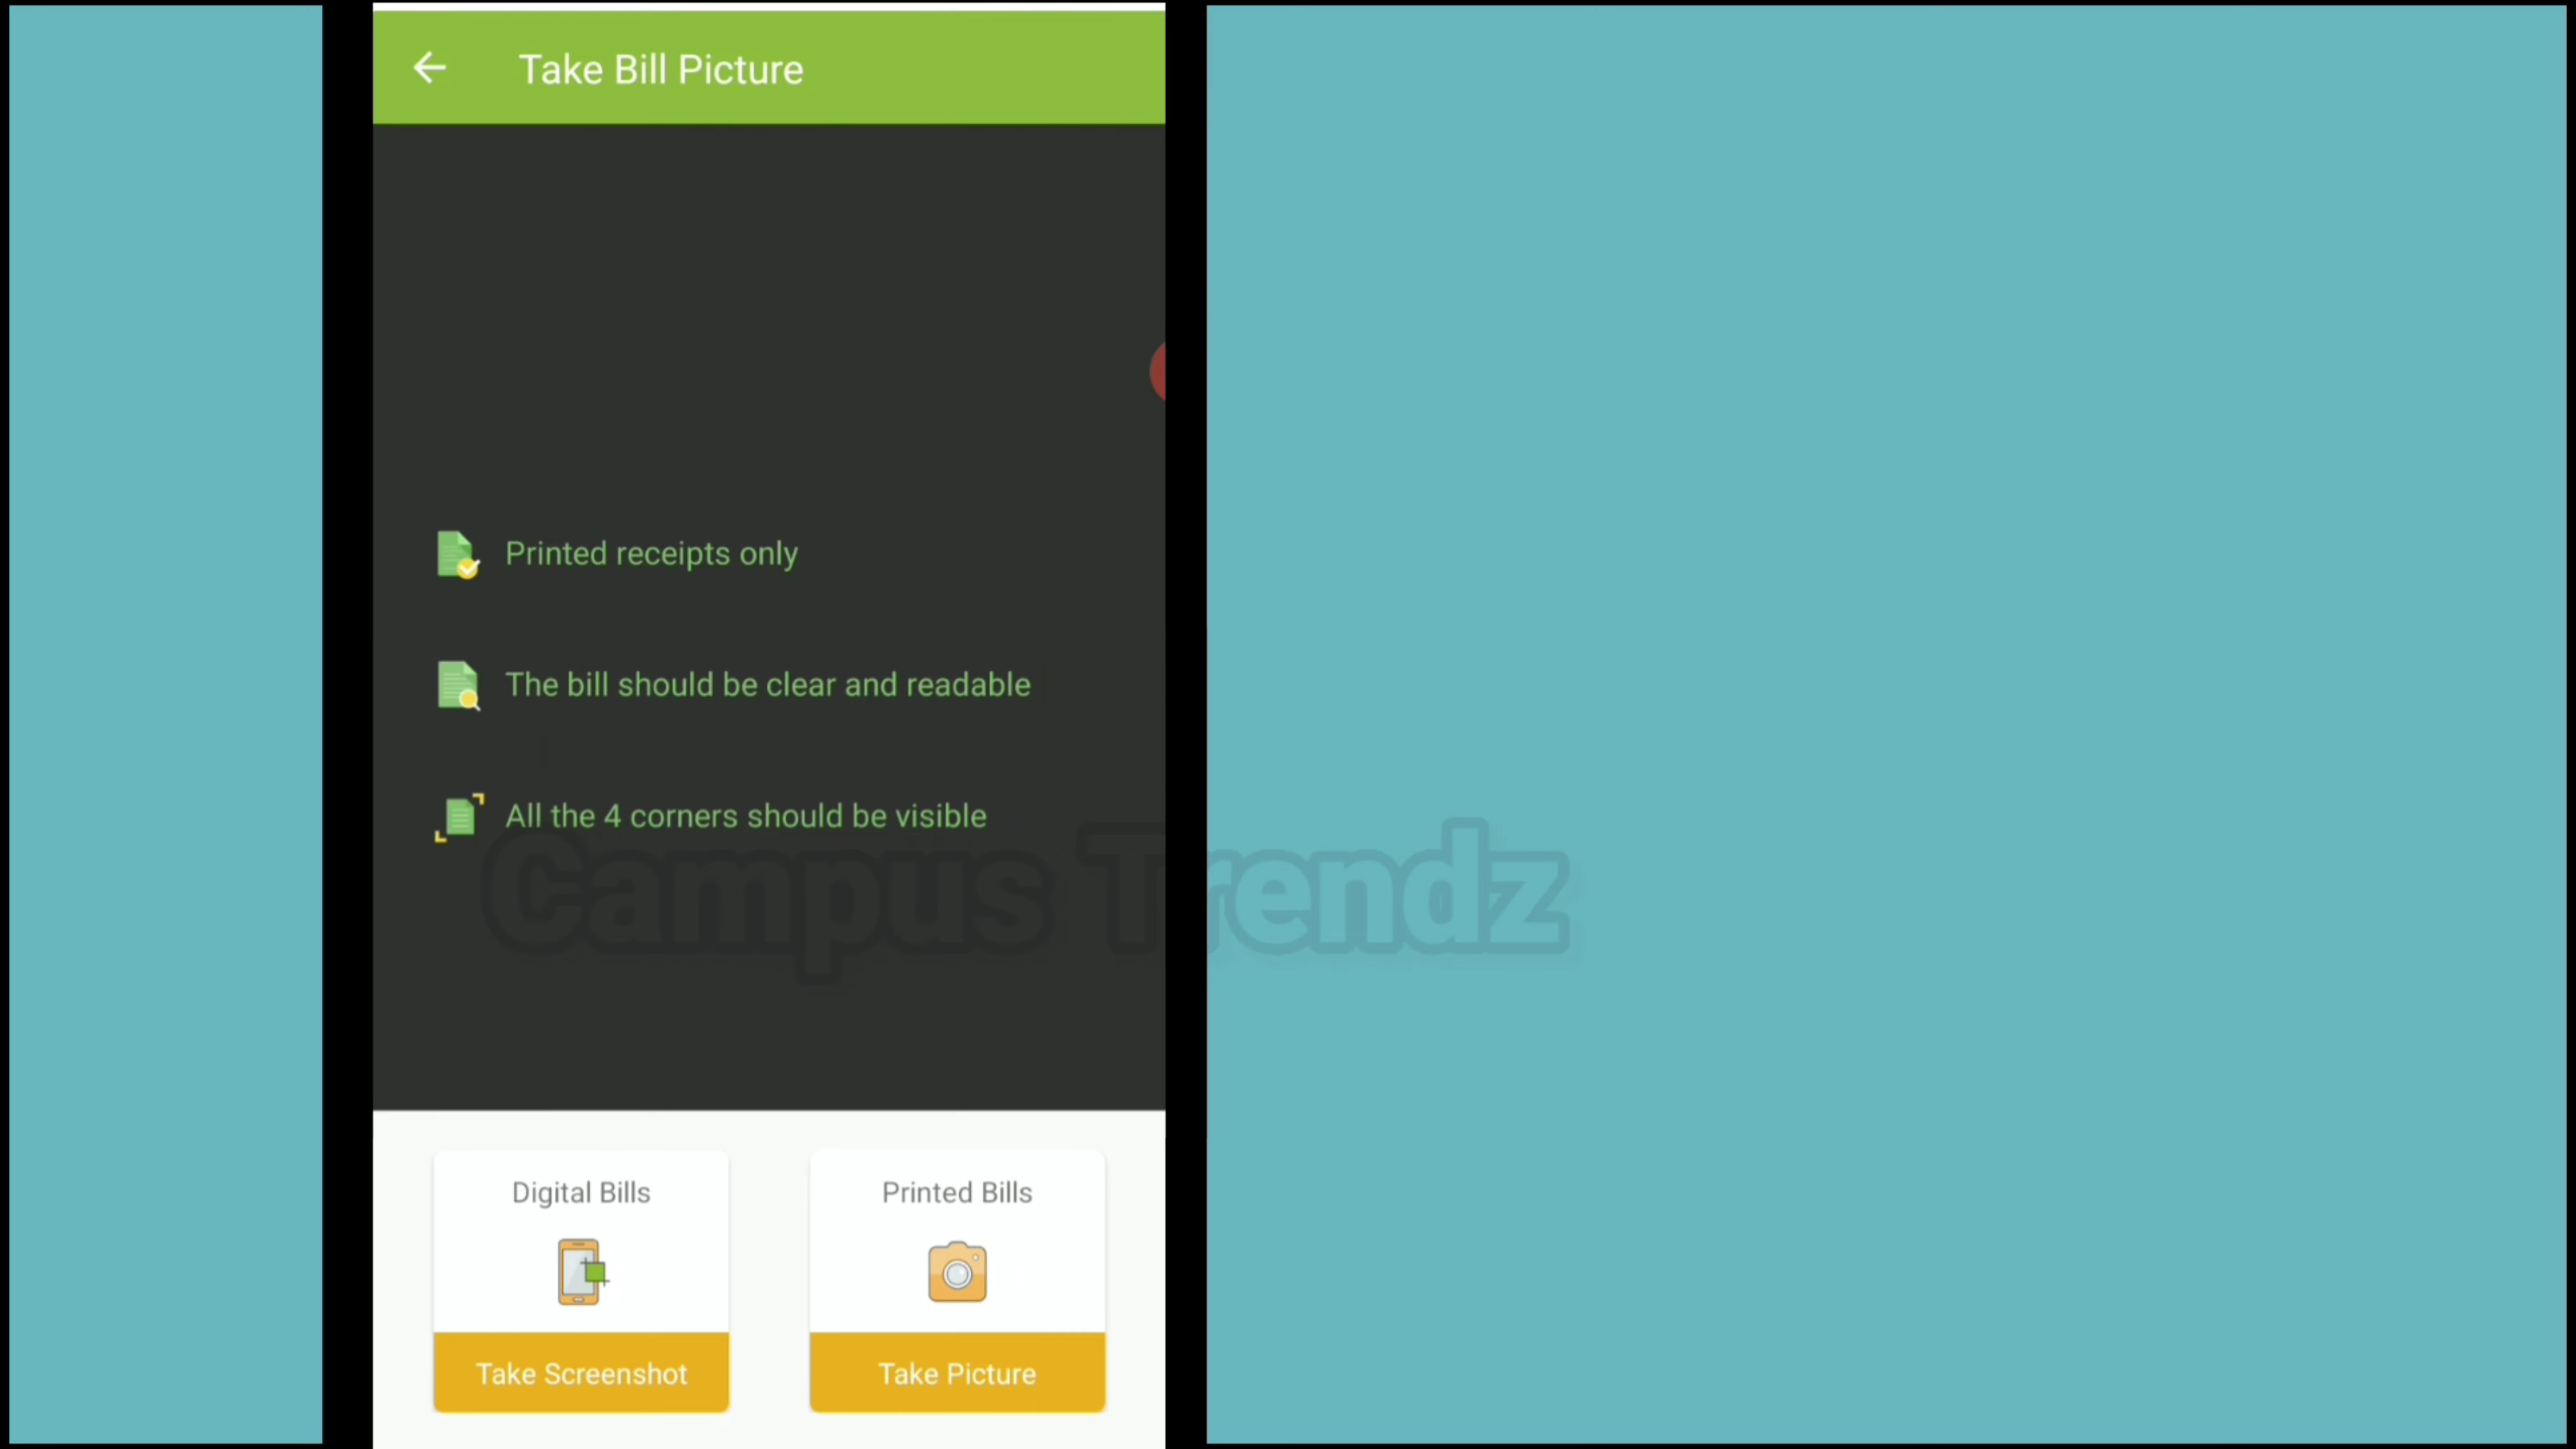 Take Bill Picture
Printed receipts only
The bill should be clear and readable
All the 4 corners should be visible
Campus Trendz
Digital Bills
Printed Bills
Take Screenshot
Take Picture